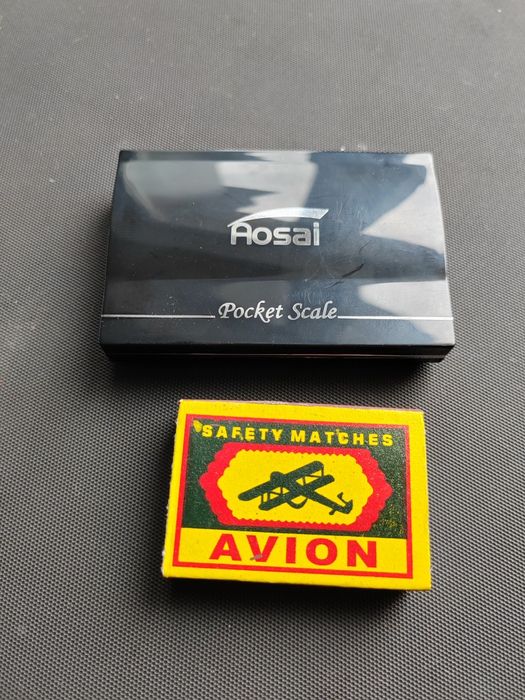 Aosai
Pocket Scale
SAFETY MATCHES
AVION